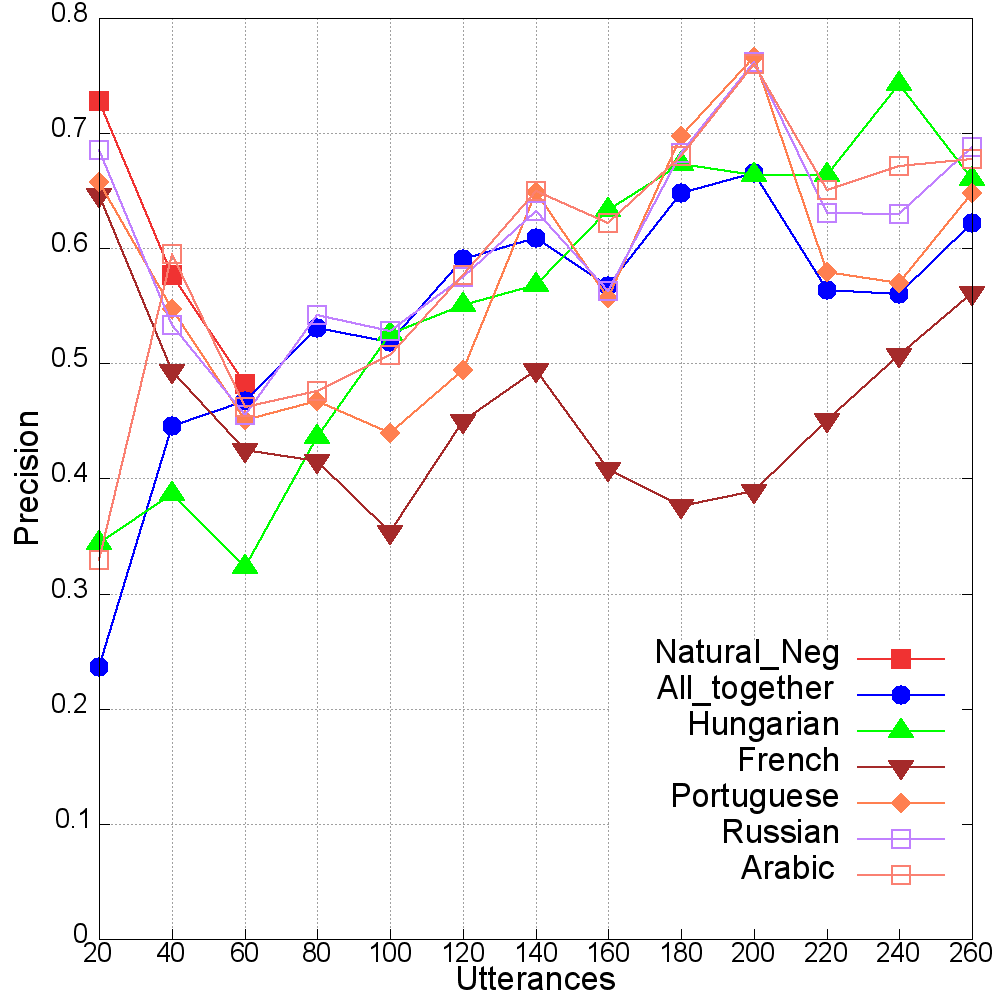 0.8
0.7
0.6
0.5
0.4
0.3
0.2
0.1
0
Precision
Natural_Neg
All_together
Hungarian
French
Portuguese
Russian
Arabic
20 40 60 80 100 120 140 160 180 200 220 240 260
Utterances